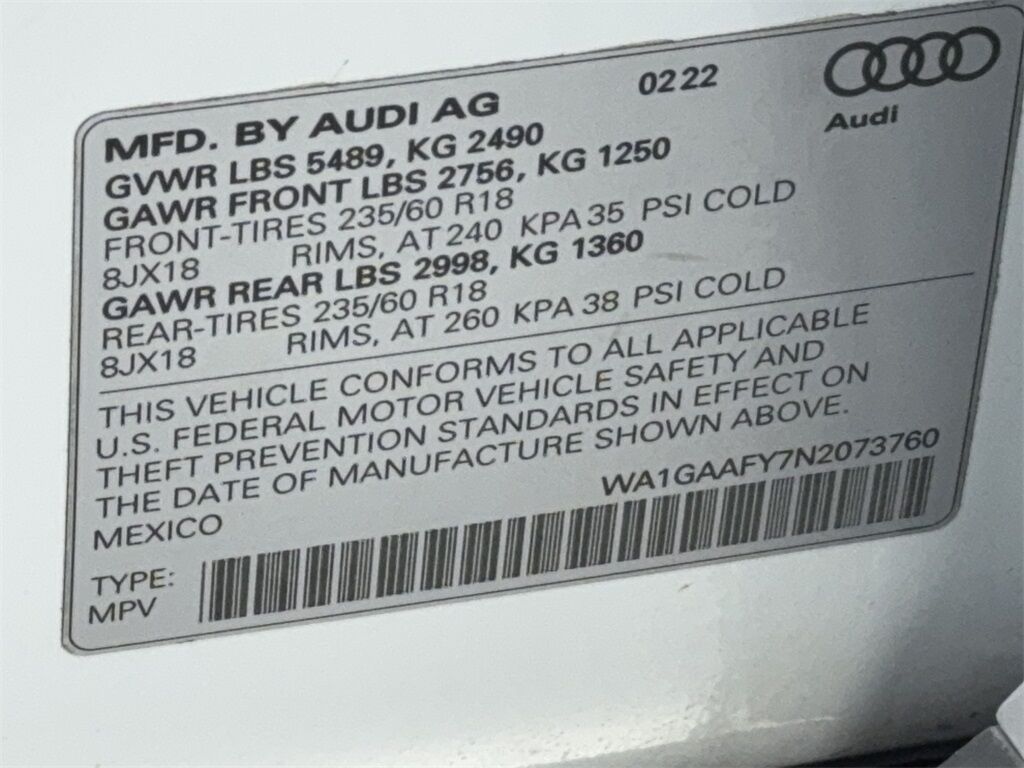 02 22
Audi
MFD. BY AUDI AG
GVWR LBS 5489, KG 2490
GAWR FRONT LBS 2756, KG 1250
FRONT-TIRES 235/60 R18
8JX18 RIMS, AT 240 KPA 35 PSI COLD
GAWR REAR LBS 2998, KG 1360
REAR-TIRES 235/60 R18
8JX18 RIMS, AT 260 KPA 38 PSI COLD
THIS VEHICLE CONFORMS TO ALL APPLICABLE
U.S. FEDERAL MOTOR VEHICLE SAFETY AND
THEFT PREVENTION STANDARDS IN EFFECT ON
THE DATE OF MANUFACTURE SHOWN ABOVE.
MEXICO
WA1GAAFY7N2073760
TYPE:
MPV